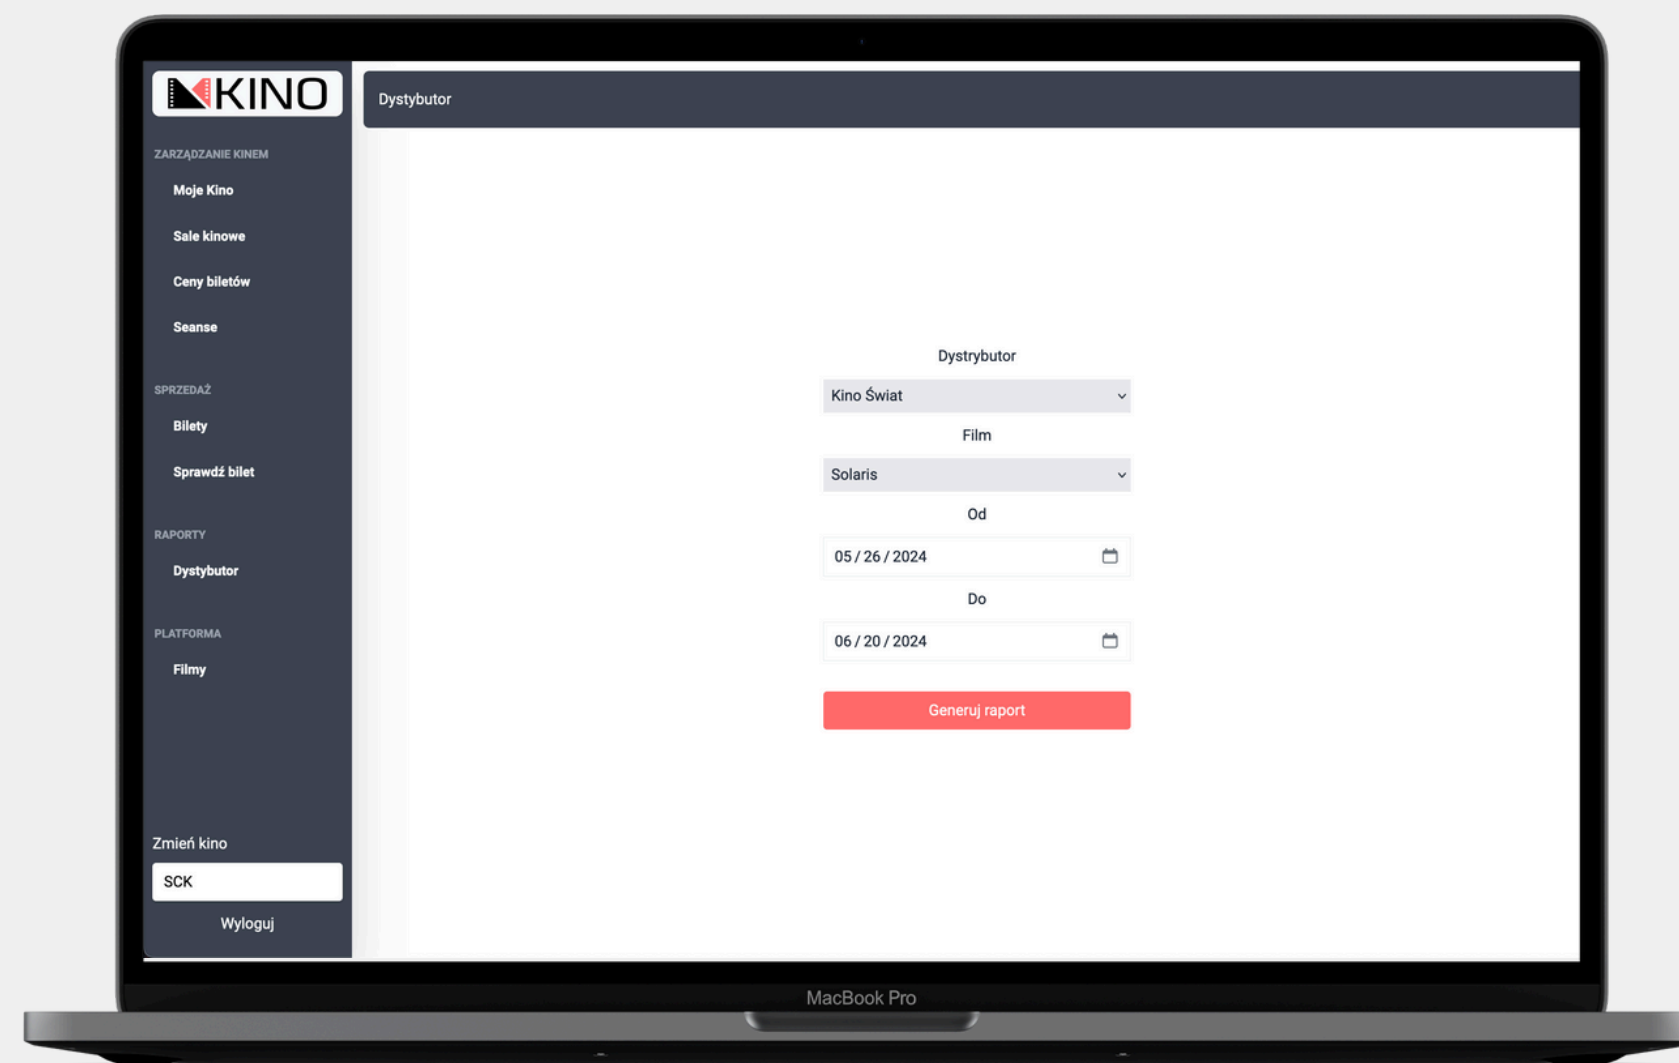 KINO
Dystybutor
ZARZĄDZANIE KINEM
Moje Kino
Sale kinowe
Ceny biletów
Seanse
SPRZEDAŻ
Bilety
Sprawdź bilet
RAPORTY
Dystybutor
PLATFORMA
Filmy
Zmień kino
SCK
Wyloguj
Dystrybutor
Kino Świat
Film
Solaris
Od
05/26/2024
Do
06/20/2024
Generuj raport
MacBook Pro